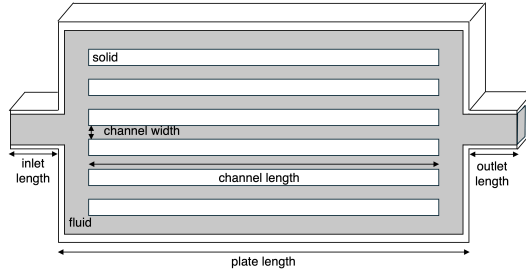 solid
channel width
inlet
length
channel length
outlet
length
fluid
plate length